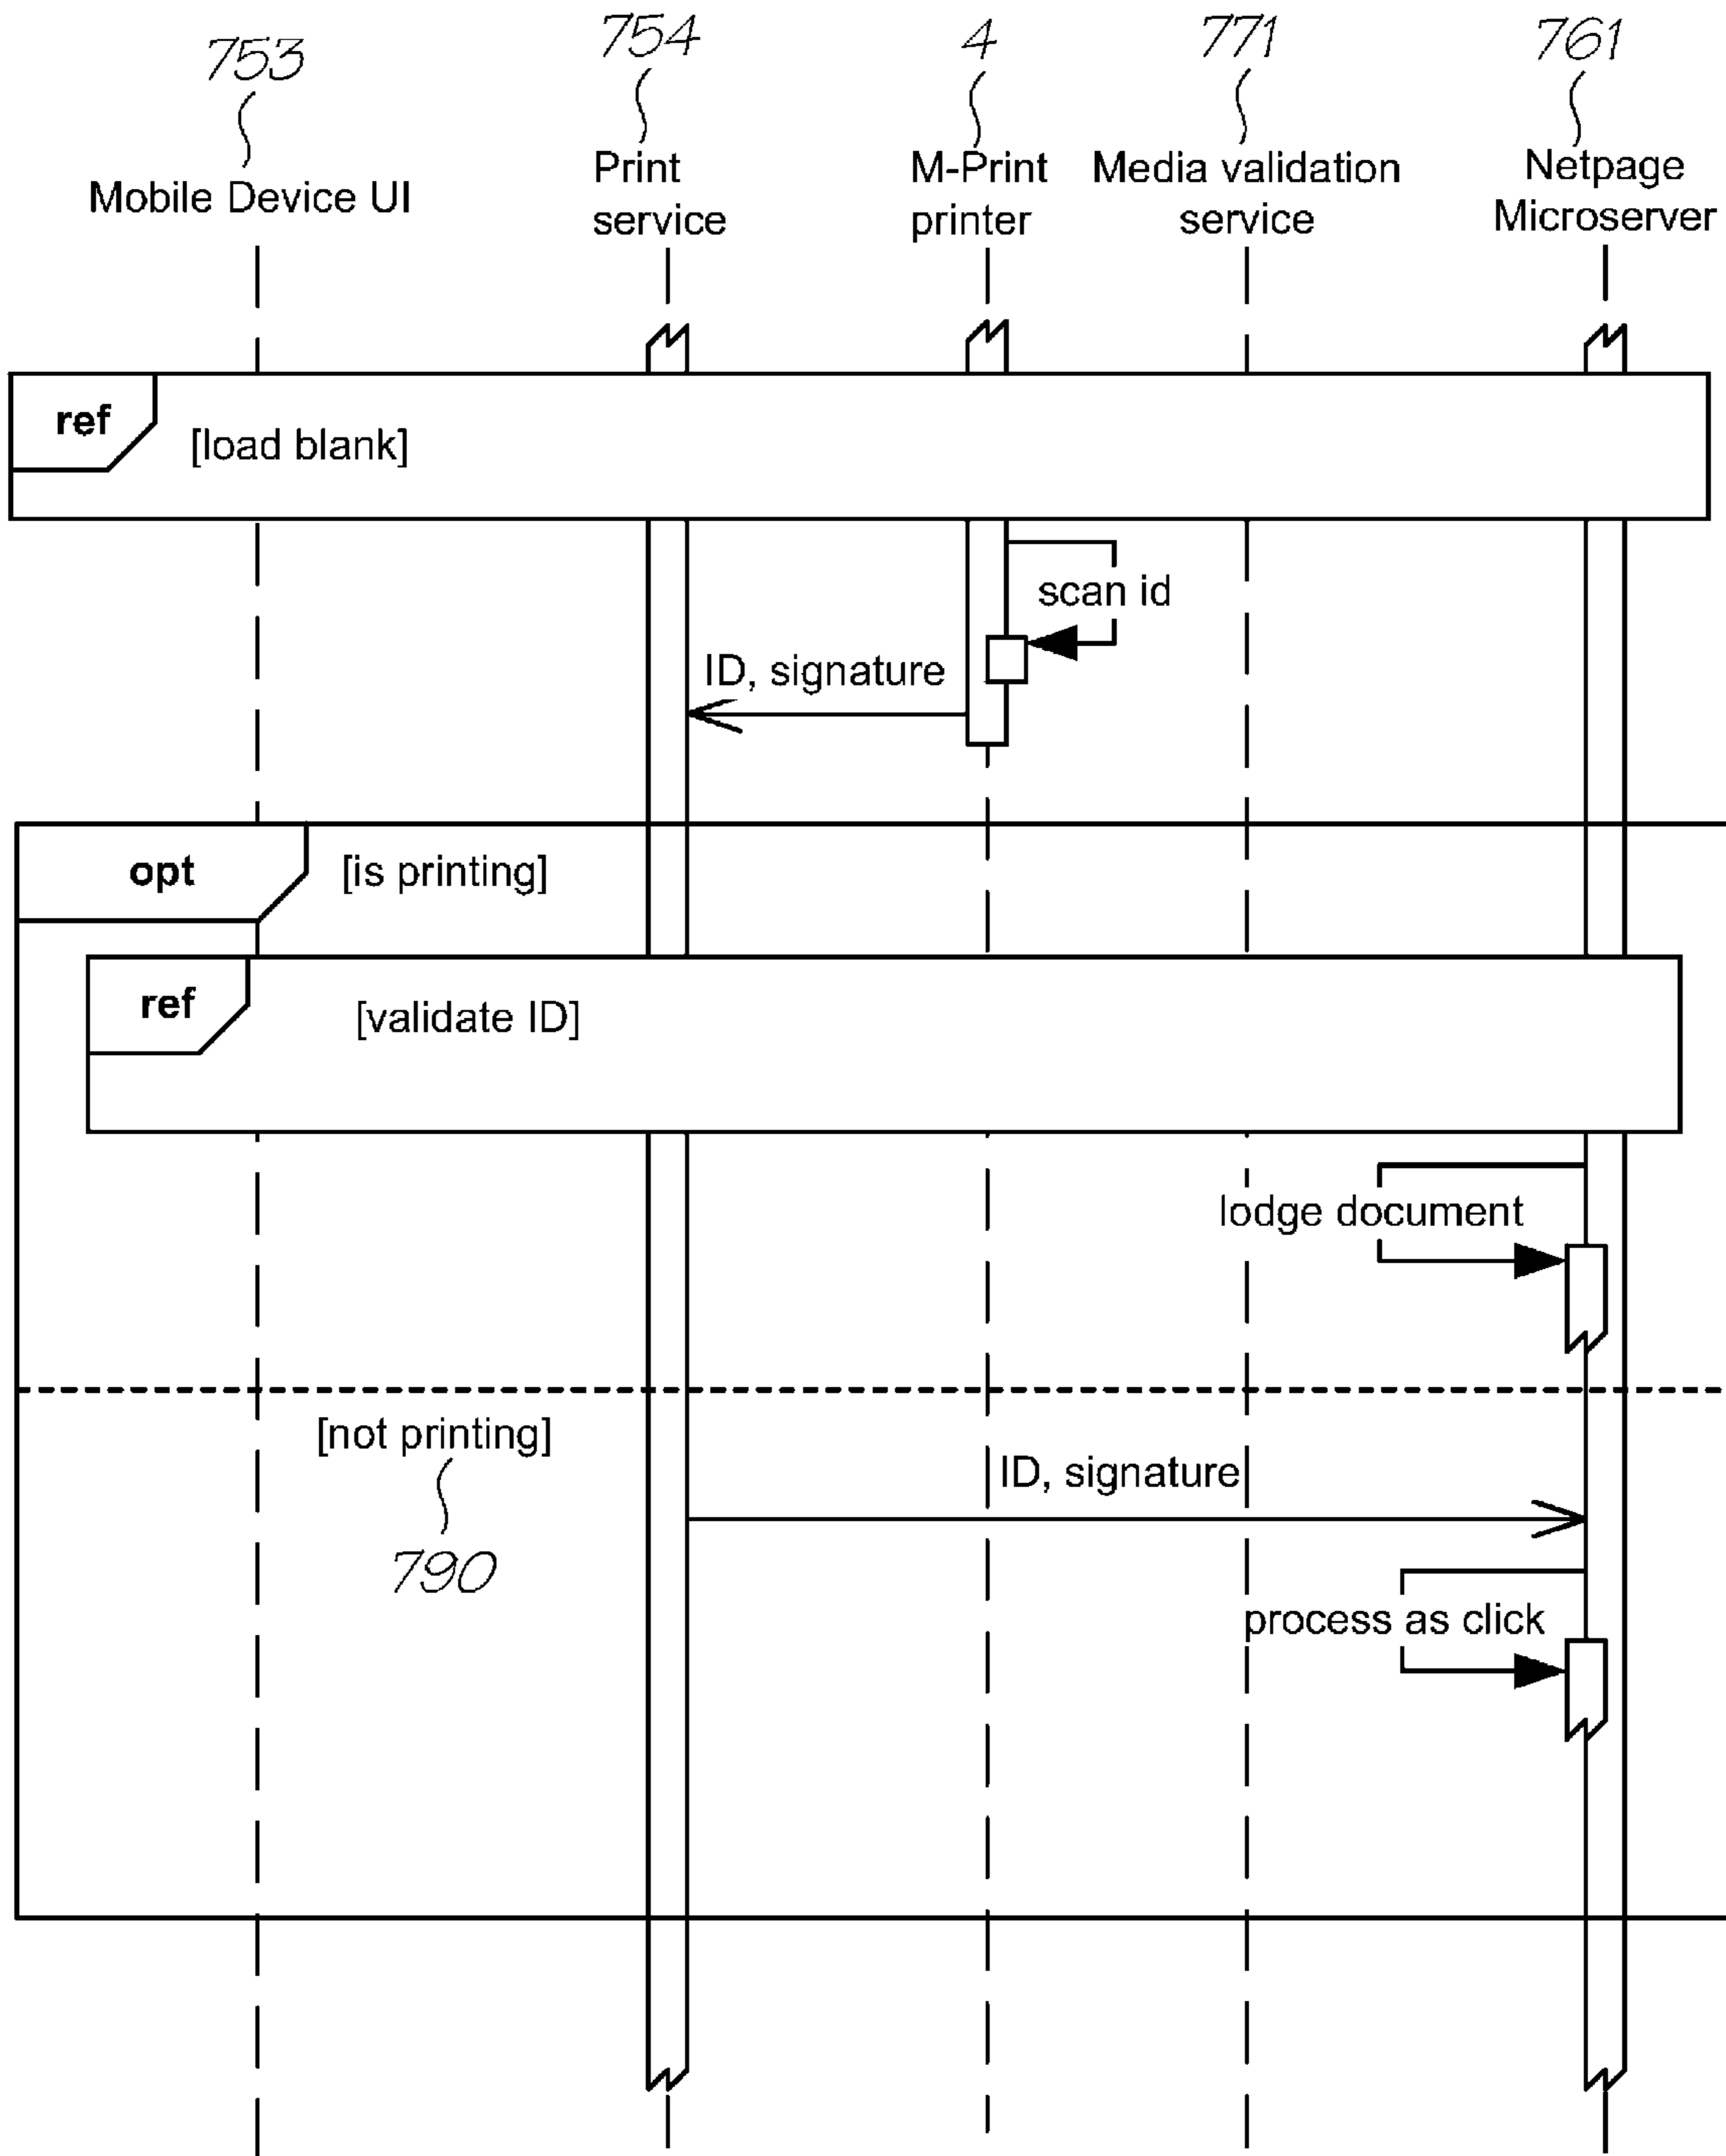 753
754
4
771
761
Mobile Device UI
Print
service
M-Print
printer
Media validation
service
Netpage
Microserver
ref
[load blank]
scan id
ID, signature
opt
[is printing]
ref
[validate ID]
lodge document
[not printing]
ID, signature
790
process as click